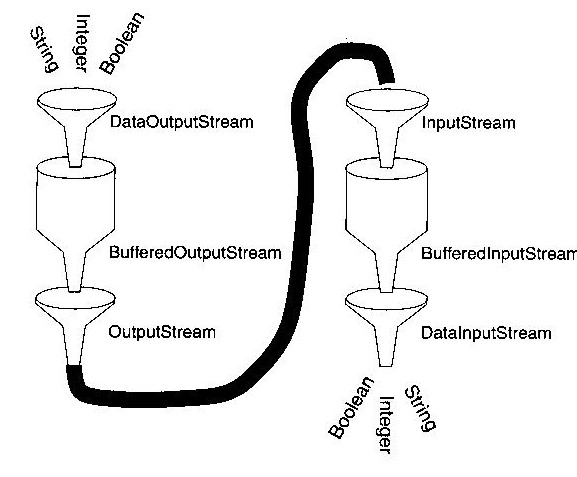 String
Integer
Boolean
DataOutputStream
BufferedOutputStream
OutputStream
InputStream
BufferedInputStream
DataInputStream
Boolean
Integer
String